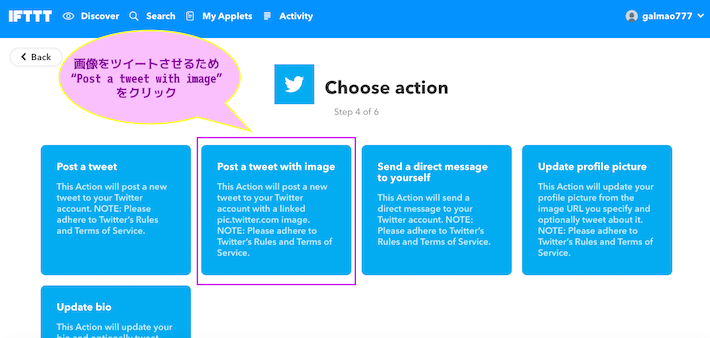 IFTTT Discover Search My Applets Activity galmao777
Back
画像をツイートさせるため
“Post a tweet with image”
をクリック
Choose action
Step 4 of 6
Post a tweet
This Action will post a new
tweet to your Twitter
account. NOTE: Please
adhere to Twitter’s Rules
and Terms of Service.
Post a tweet with image
This Action will post a new
tweet to your Twitter
account with a linked
pic.twitter.com image.
NOTE: Please adhere to
Twitter’s Rules and Terms of
Service.
Send a direct message
to yourself
This Action will send a
direct message to your
Twitter account. NOTE:
Please adhere to Twitter’s
Rules and Terms of Service.
Update profile picture
This Action will update your
profile picture from the
image URL you specify and
optionally tweet about it.
NOTE: Please adhere to
Twitter’s Rules and Terms of
Service.
Update bio
This Action will update your
bio and optionally tweet